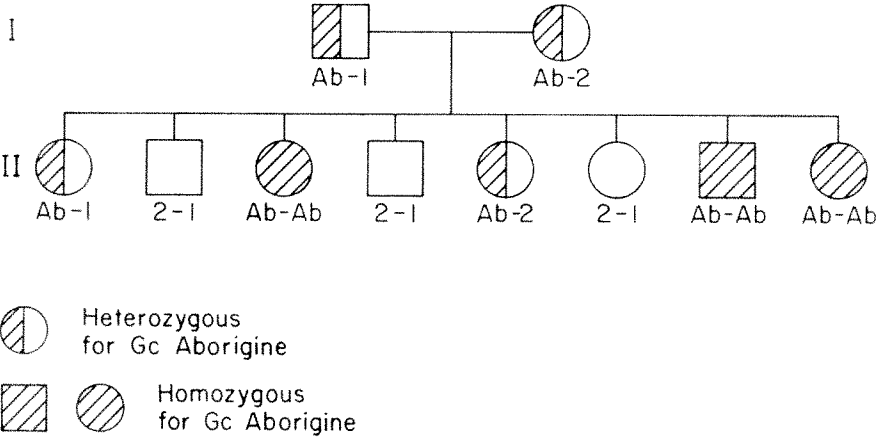 I
Ab-1 Ab-2
II
Ab-1 2-1 Ab-Ab 2-1 Ab-2 2-1 Ab-Ab Ab-Ab
Heterozygous
for Gc Aborigine
Homozygous
for Gc Aborigine